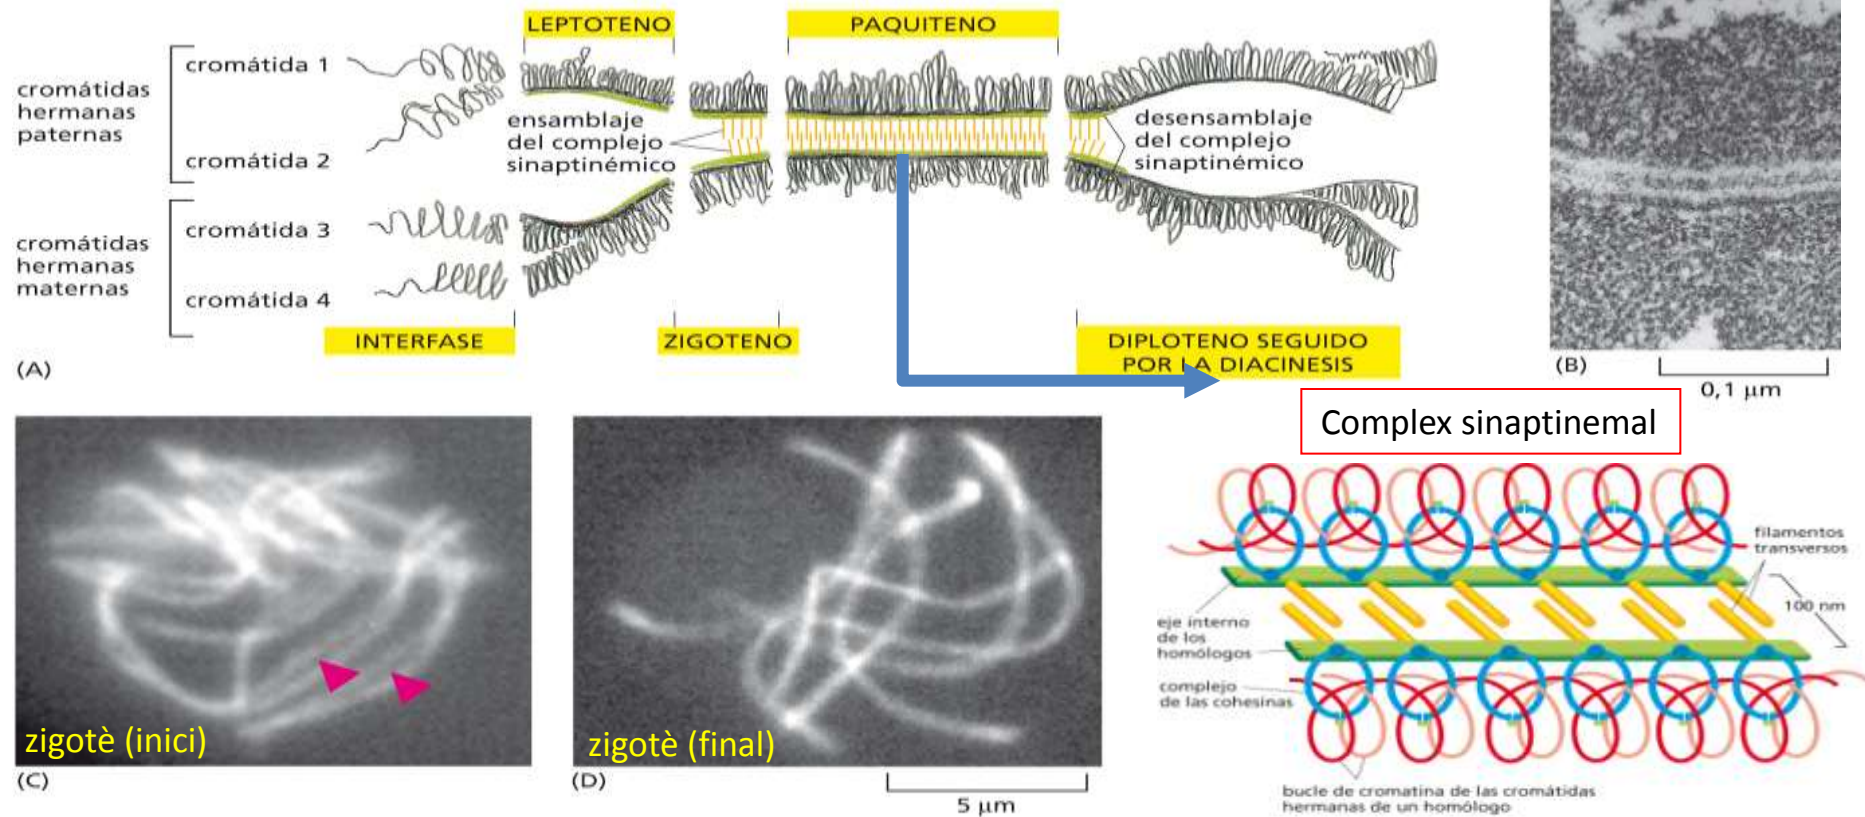 LEPTOTENO
PAQUITENO
cromátidas
hermanas
paternas
cromátida 1
cromátida 2
ensamblaje
del complejo
sinaptinémico
desensamblaje
del complejo
sinaptinémico
cromátidas
hermanas
maternas
cromátida 3
cromátida 4
INTERFASE
ZIGOTENO
DIPLOTENO SEGUIDO
POR LA DIACINESIS
(A)
(B)
0,1 µm
Complex sinaptinemal
zigotè (inici)
(C)
zigotè (final)
(D)
5 µm
filamentos
transversos
100 nm
eje interno
de los
homólogos
complejo
de las cohesinas
bucle de cromatina de las cromátidas
hermanas de un homólogo